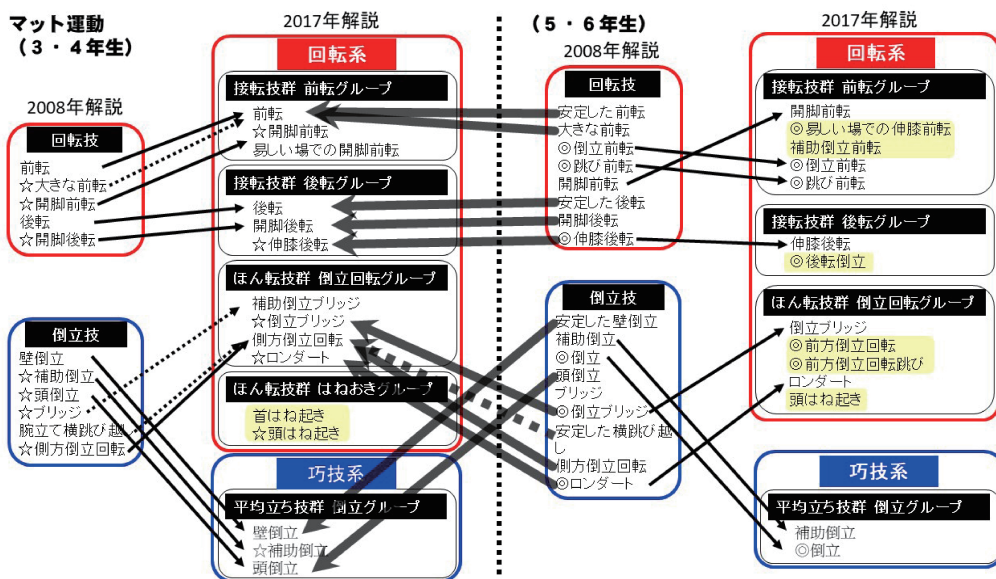 マット運動
(3・4年生)
2008年解説
回転技
前転
☆大きな前転
☆開脚前転
後転
☆開脚後転
倒立技
壁倒立
☆補助倒立
☆頭倒立
☆ブリッジ
腕立て横跳び越し
☆側方倒立回転
2017年解説
回転系
接転技群 前転グループ
前転
☆開脚前転
易しい場での開脚前転
接転技群 後転グループ
後転
開脚後転
☆伸膝後転
ほん転技群 倒立回転グループ
補助倒立ブリッジ
☆倒立ブリッジ
側方倒立回転
☆ロンダート
ほん転技群 はねおきグループ
首はね起き
☆頭はね起き
巧技系
平均立ち技群 倒立グループ
壁倒立
☆補助倒立
頭倒立
(5・6年生)
2008年解説
回転技
安定した前転
大きな前転
◎倒立前転
◎跳び前転
開脚前転
安定した後転
開脚後転
◎伸膝後転
倒立技
安定した壁倒立
補助倒立
◎倒立
頭倒立
ブリッジ
◎倒立ブリッジ
安定した横跳び越
し
側方倒立回転
◎ロンダート
2017年解説
回転系
接転技群 前転グループ
開脚前転
◎易しい場での伸膝前転
補助倒立前転
◎倒立前転
◎跳び前転
接転技群 後転グループ
伸膝後転
◎後転倒立
ほん転技群 倒立回転グループ
倒立ブリッジ
◎前方倒立回転
◎前方倒立回転跳び
ロンダート
頭はね起き
巧技系
平均立ち技群 倒立グループ
補助倒立
◎倒立